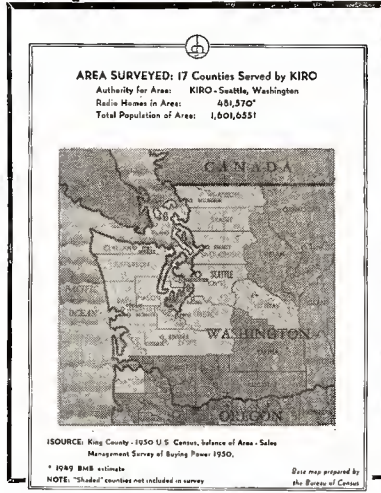 AREA SURVEYED: 17 Counties Served by KIRO
Authority for Area: KIRO - Seattle, Washington
Radio Homes in Area: 481,570*
Total Population of Area: 1,601,655‡
CANADA
SEATTLE
PACIFIC
OCEAN
WASHINGTON
OREGON
‡SOURCE: King County - 1950 U.S. Census, balance of Area - Sales
Management Survey of Buying Power 1950.
* 1949 BMB estimate
NOTE: "Shaded" counties not included in survey
Base map prepared by
the Bureau of Census